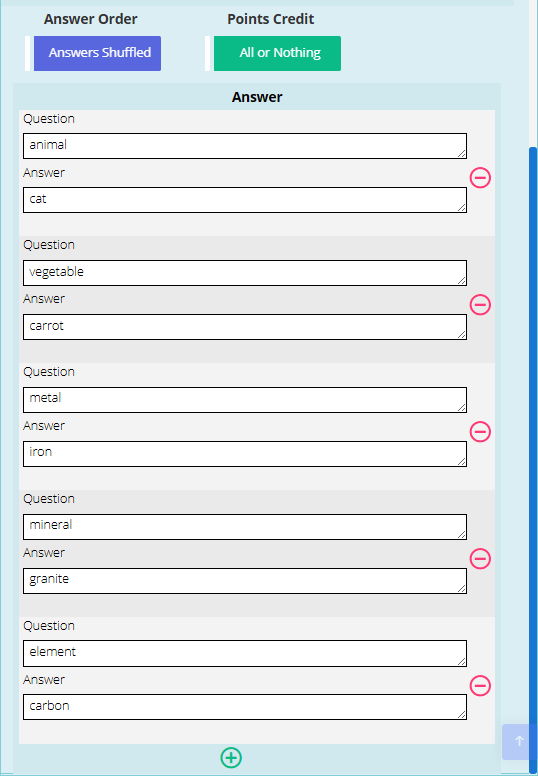 Answer Order Points Credit
Answers Shuffled All or Nothing
Answer
Question
animal
Answer
cat
Question
vegetable
Answer
carrot
Question
metal
Answer
iron
Question
mineral
Answer
granite
Question
element
Answer
carbon